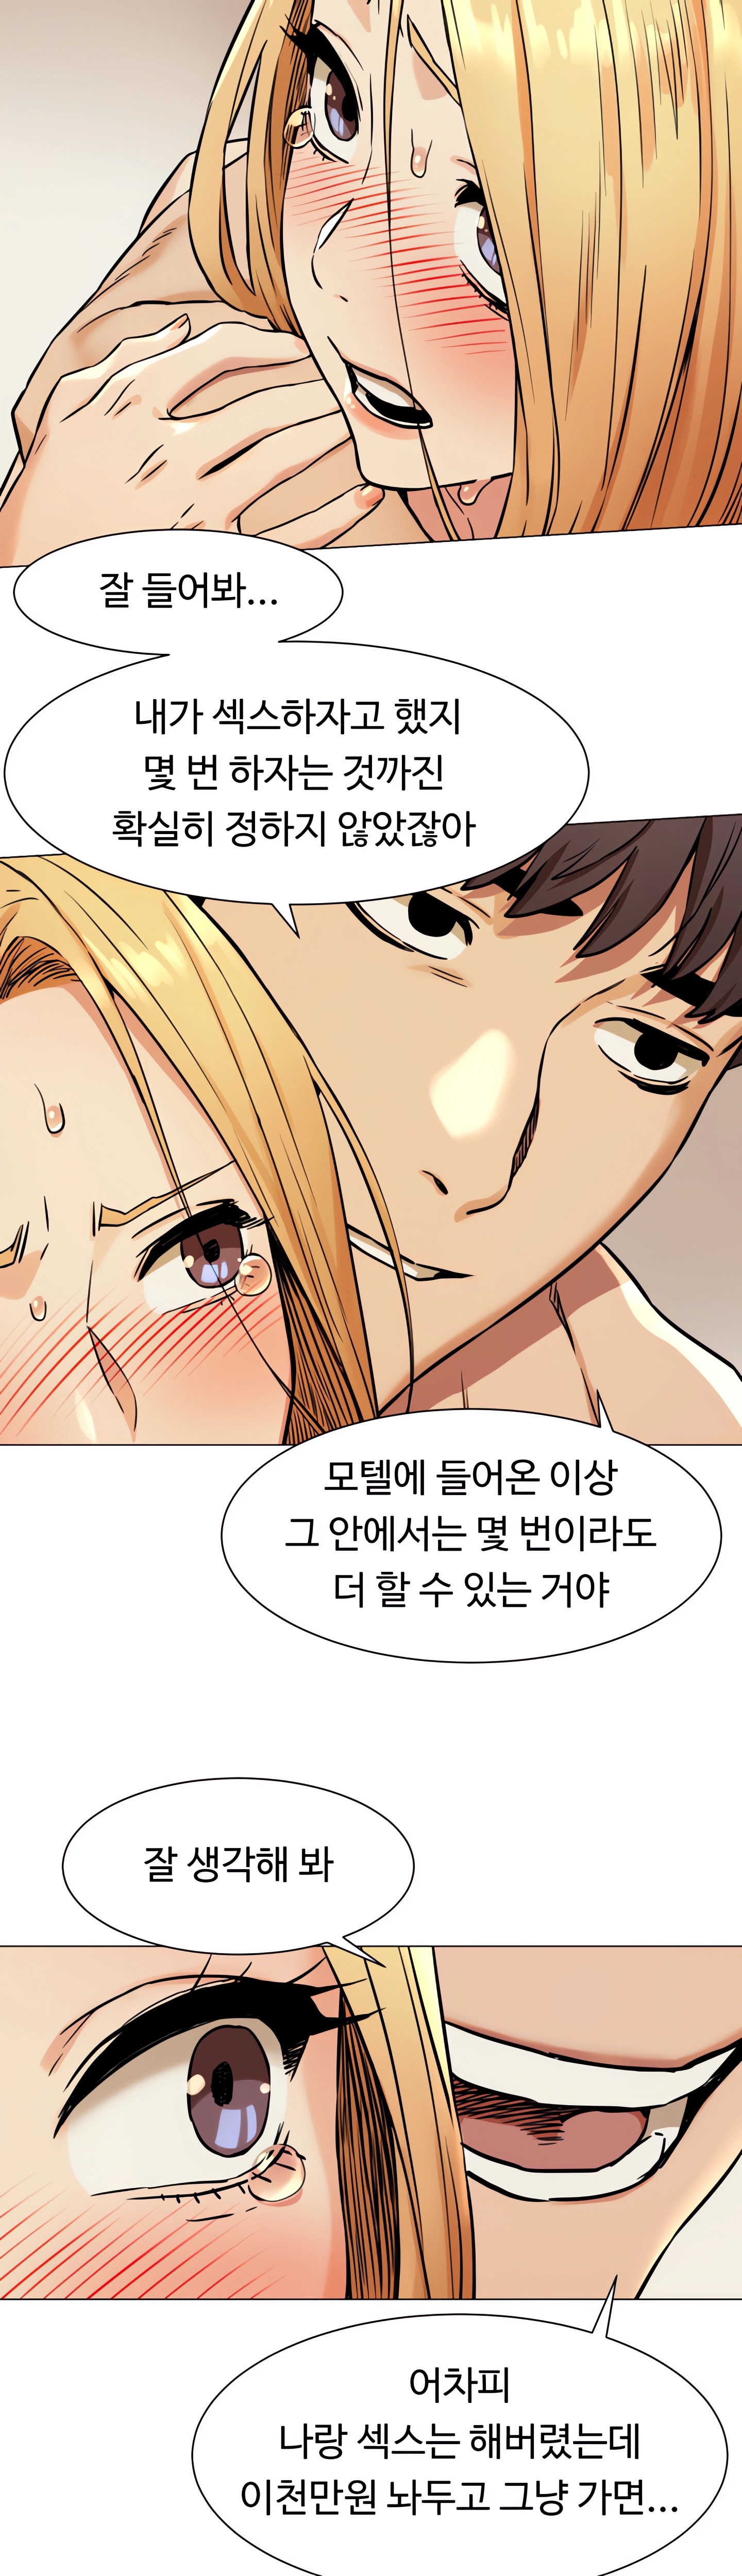 잘 들어봐...
내가 섹스하자고 했지
몇 번 하자는 것까진
확실히 정하지 않았잖아
모텔에 들어온 이상
그 안에서는 몇 번이라도
더 할 수 있는 거야
잘 생각해 봐
어차피
나랑 섹스는 해버렸는데
이천만원 놔두고 그냥 가면...